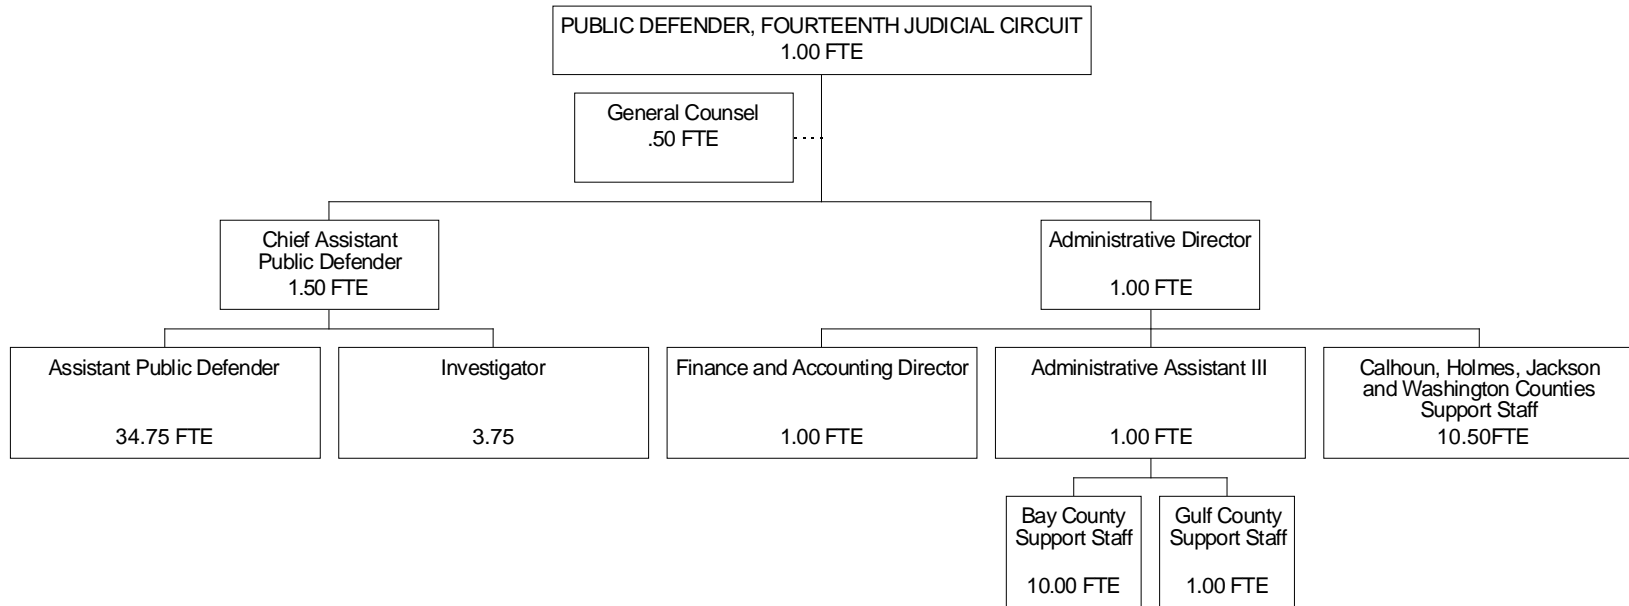 PUBLIC DEFENDER, FOURTEENTH JUDICIAL CIRCUIT
1.00 FTE
General Counsel
.50 FTE
Chief Assistant
Public Defender
1.50 FTE
Administrative Director
1.00 FTE
Assistant Public Defender
34.75 FTE
Investigator
3.75
Finance and Accounting Director
1.00 FTE
Administrative Assistant III
1.00 FTE
Calhoun, Holmes, Jackson
and Washington Counties
Support Staff
10.50FTE
Bay County
Support Staff
10.00 FTE
Gulf County
Support Staff
1.00 FTE